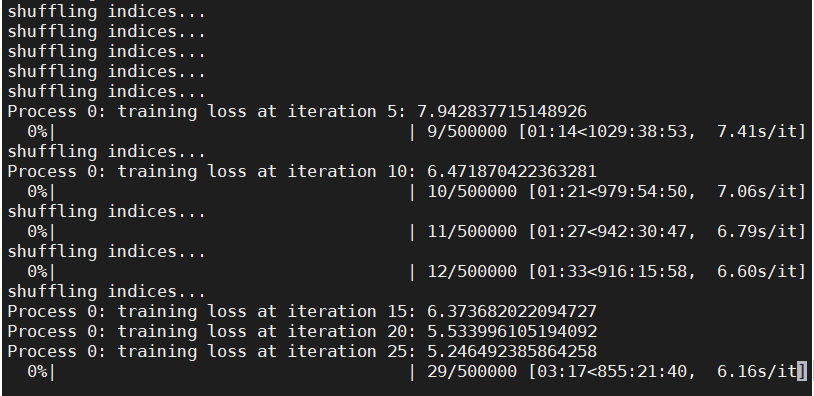 shuffling indices...
shuffling indices...
shuffling indices...
shuffling indices...
shuffling indices...
Process 0: training loss at iteration 5: 7.942837715148926
  0%|                                   | 9/500000 [01:14<1029:38:53,  7.41s/it]
shuffling indices...
Process 0: training loss at iteration 10: 6.471870422363281
  0%|                                   | 10/500000 [01:21<979:54:50,  7.06s/it]
shuffling indices...
  0%|                                   | 11/500000 [01:27<942:30:47,  6.79s/it]
shuffling indices...
  0%|                                   | 12/500000 [01:33<916:15:58,  6.60s/it]
shuffling indices...
Process 0: training loss at iteration 15: 6.373682022094727
Process 0: training loss at iteration 20: 5.533996105194092
Process 0: training loss at iteration 25: 5.246492385864258
  0%|                                   | 29/500000 [03:17<855:21:40,  6.16s/it]